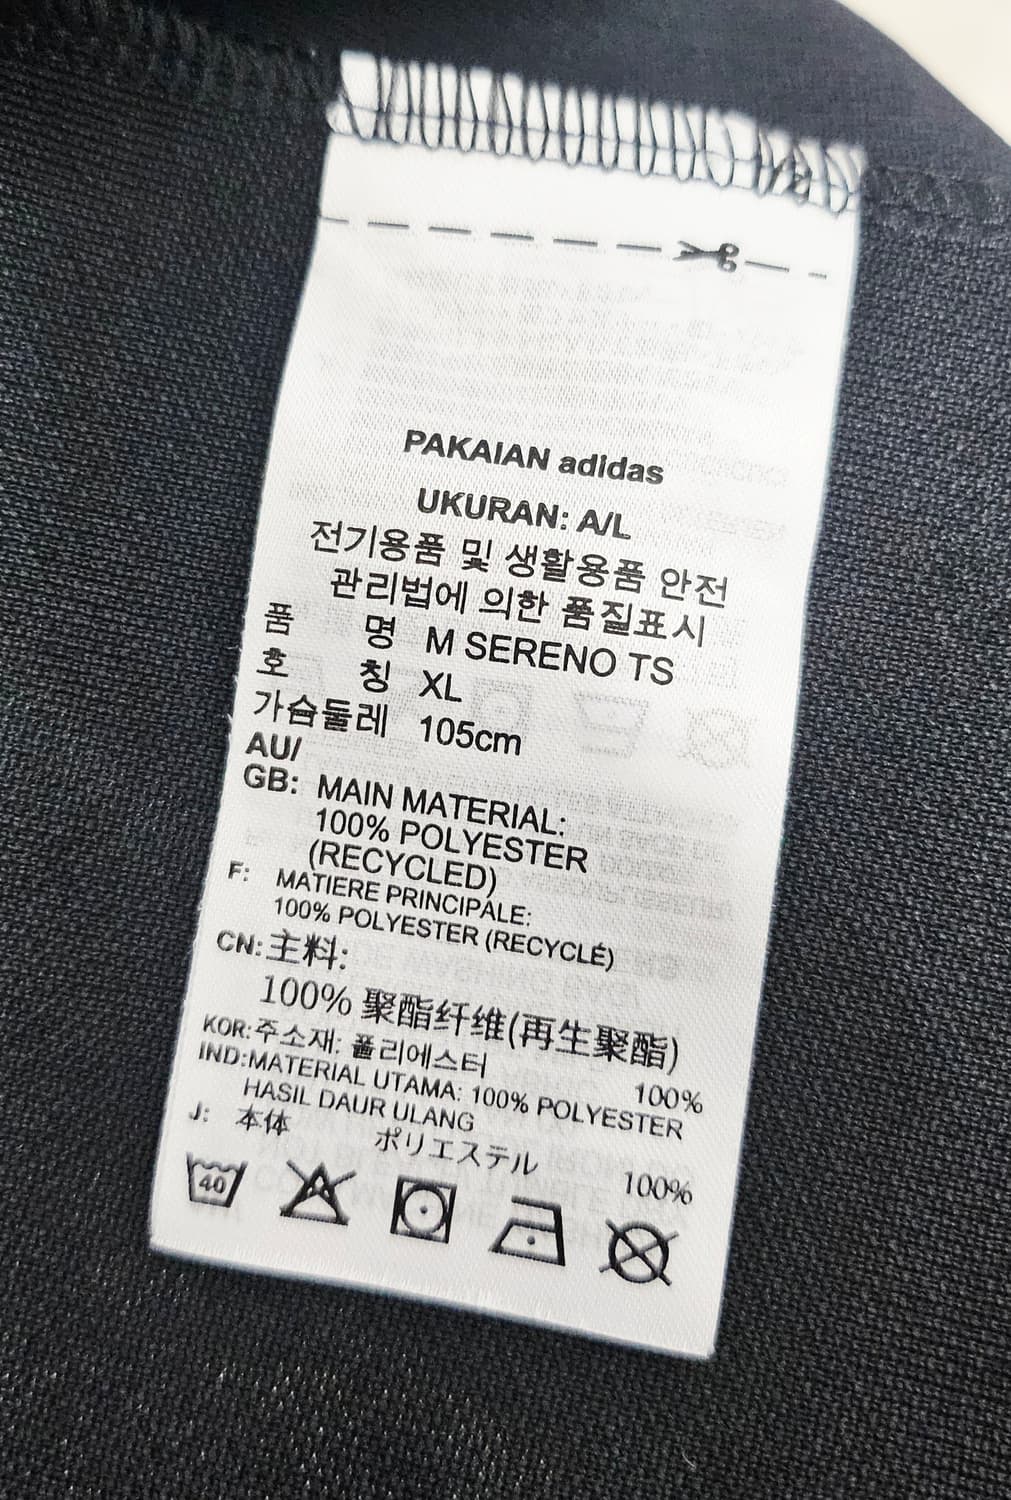 PAKAIAN adidas
UKURAN: A/L
전기용품 및 생활용품 안전
관리법에 의한 품질표시
품 명 M SERENO TS
호 칭 XL
가슴둘레 105cm
AU/
GB: MAIN MATERIAL:
100% POLYESTER
(RECYCLED)
F: MATIERE PRINCIPALE:
100% POLYESTER (RECYCLÉ)
CN: 主料:
100% 聚酯纤维(再生聚酯)
KOR: 주소재: 폴리에스터 100%
IND: MATERIAL UTAMA: 100% POLYESTER
HASIL DAUR ULANG
J: 本体 ポリエステル 100%
40 A